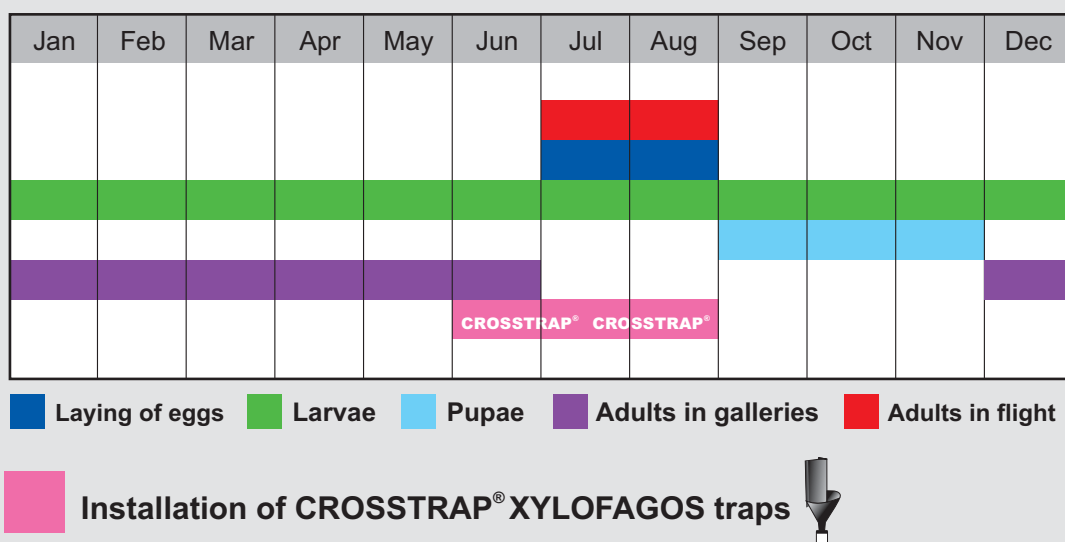 Jan Feb Mar Apr May Jun Jul Aug Sep Oct Nov Dec
CROSSTRAP® CROSSTRAP®
Laying of eggs Larvae Pupae Adults in galleries Adults in flight
Installation of CROSSTRAP® XYLOFAGOS traps